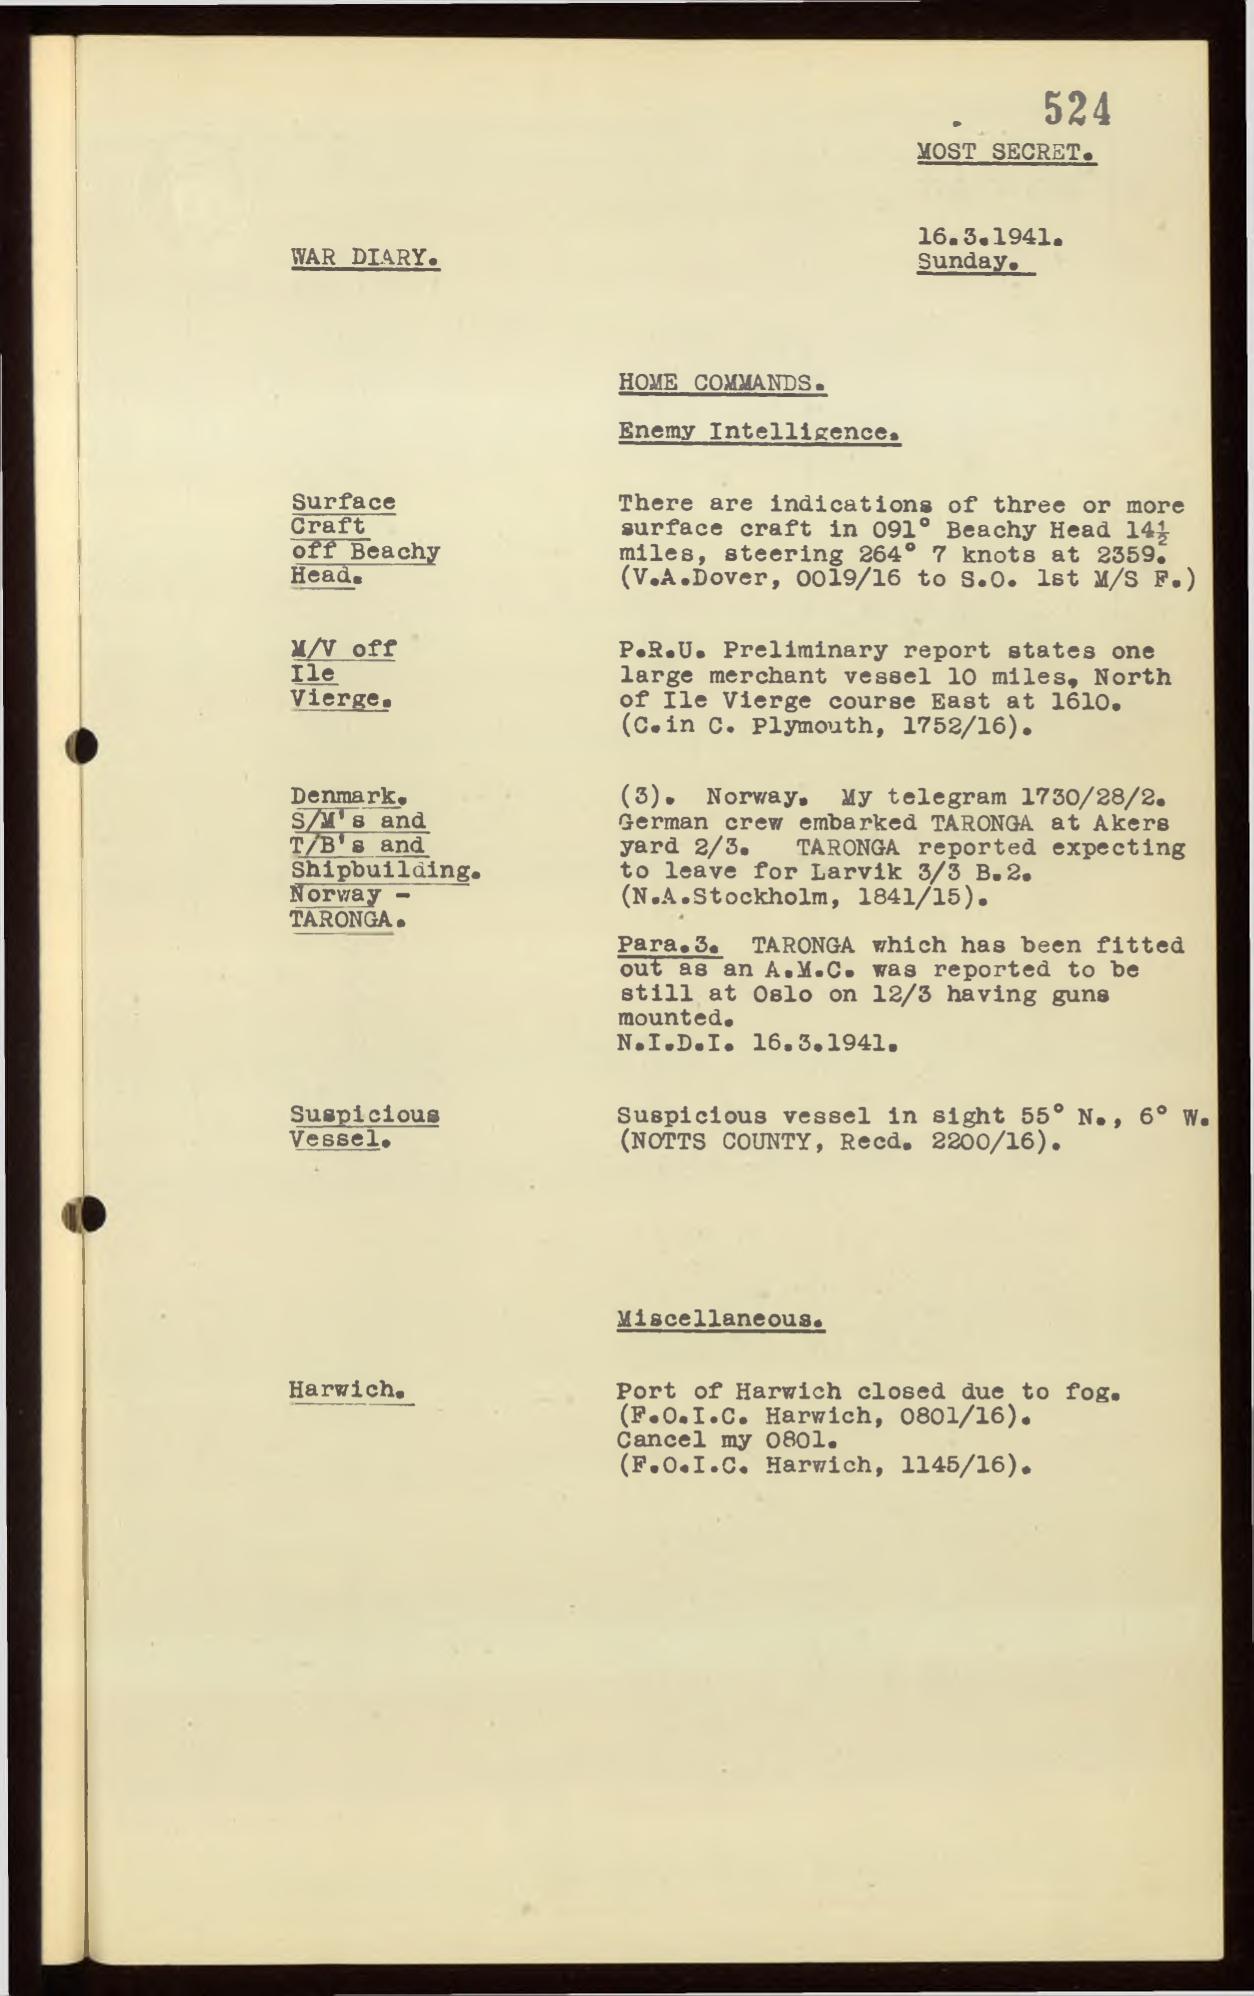 524
MOST SECRET.
16.3.1941.
WAR DIARY.
Sunday.
HOME COMMANDS.
Enemy Intelligence.
Surface
Craft
off Beachy
Head.
There are indications of three or more
surface craft in 091° Beachy Head 14½
miles, steering 264° 7 knots at 2359.
(V.A.Dover, 0019/16 to S.O. 1st M/S F.)
M/V off
Ile
Vierge.
P.R.U. Preliminary report states one
large merchant vessel 10 miles, North
of Ile Vierge course East at 1610.
(C.in C. Plymouth, 1752/16).
Denmark.
S/M's and
T/B's and
Shipbuilding.
Norway -
TARONGA.
(3). Norway. My telegram 1730/28/2.
German crew embarked TARONGA at Akers
yard 2/3. TARONGA reported expecting
to leave for Larvik 3/3 B.2.
(N.A.Stockholm, 1841/15).
Para.3. TARONGA which has been fitted
out as an A.M.C. was reported to be
still at Oslo on 12/3 having guns
mounted.
N.I.D.I. 16.3.1941.
Suspicious
Vessel.
Suspicious vessel in sight 55° N., 6° W.
(NOTTS COUNTY, Recd. 2200/16).
Miscellaneous.
Harwich.
Port of Harwich closed due to fog.
(F.O.I.C. Harwich, 0801/16).
Cancel my 0801.
(F.O.I.C. Harwich, 1145/16).